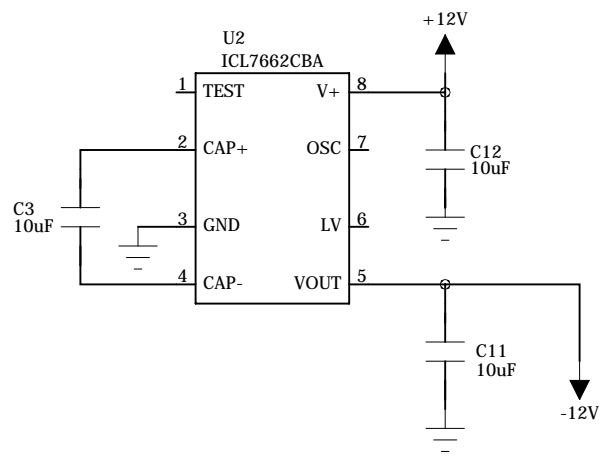 +12V
U2
ICL7662CBA
1 TEST V+ 8
2 CAP+ OSC 7
C12
10uF
C3
10uF
3 GND LV 6
4 CAP- VOUT 5
C11
10uF
-12V